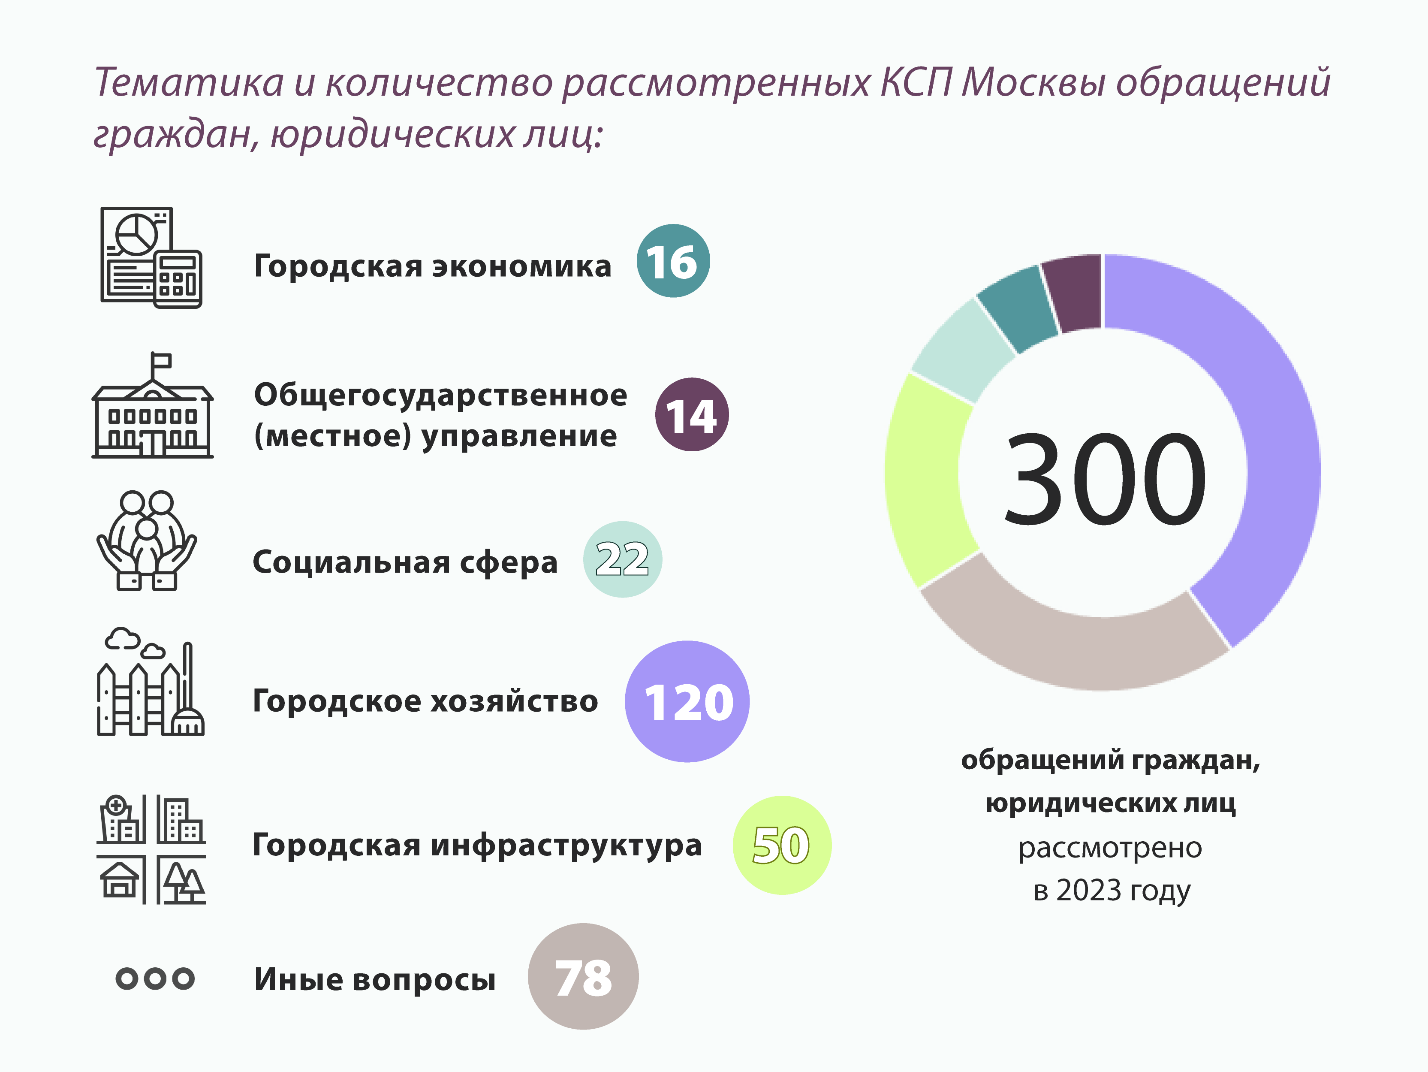 Тематика и количество рассмотренных КСП Москвы обращений
граждан, юридических лиц:
Городская экономика 16
Общегосударственное
(местное) управление 14
Социальная сфера 22
Городское хозяйство 120
Городская инфраструктура 50
Иные вопросы 78
300
обращений граждан,
юридических лиц
рассмотрено
в 2023 году